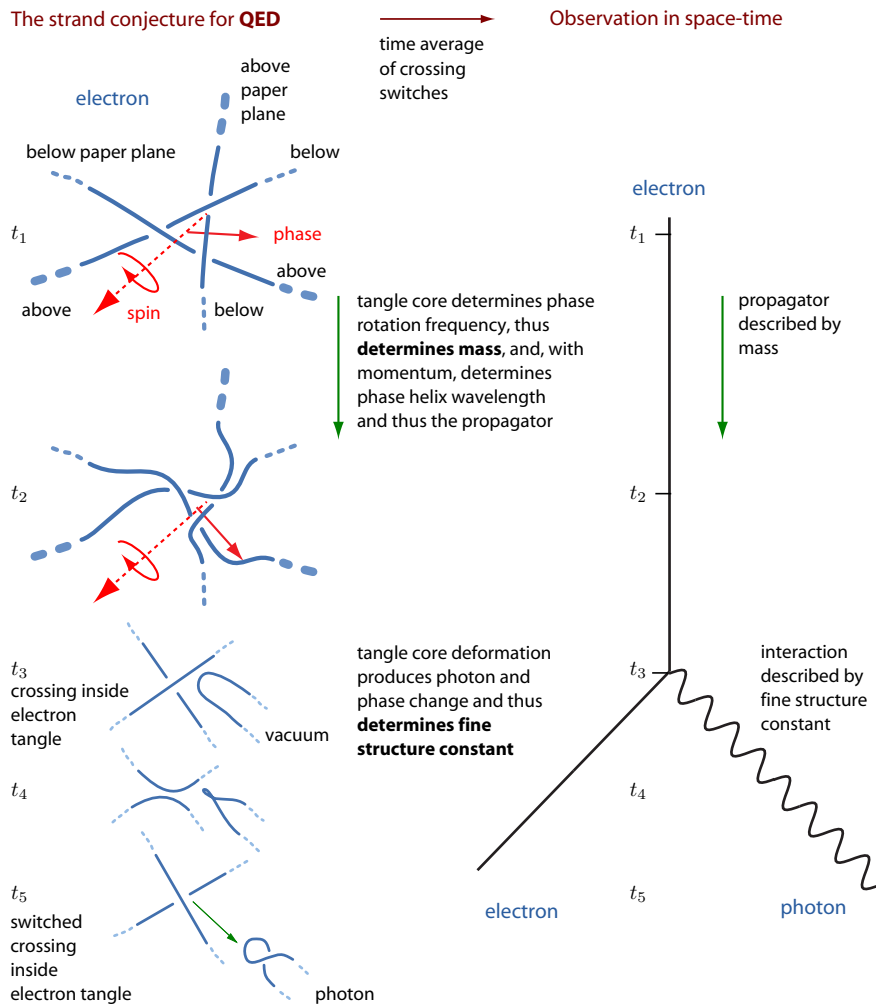 The strand conjecture for QED
time average
of crossing
switches
Observation in space-time
electron
above
paper
plane
below paper plane
below
t1
phase
above
spin
below
above
tangle core determines phase
rotation frequency, thus
determines mass, and, with
momentum, determines
phase helix wavelength
and thus the propagator
electron
t1
propagator
described by
mass
t2
t2
t3
crossing inside
electron
tangle
vacuum
tangle core deformation
produces photon and
phase change and thus
determines fine
structure constant
t3
interaction
described by
fine structure
constant
t4
t4
t5
switched
crossing
inside
electron tangle
photon
electron
t5
photon